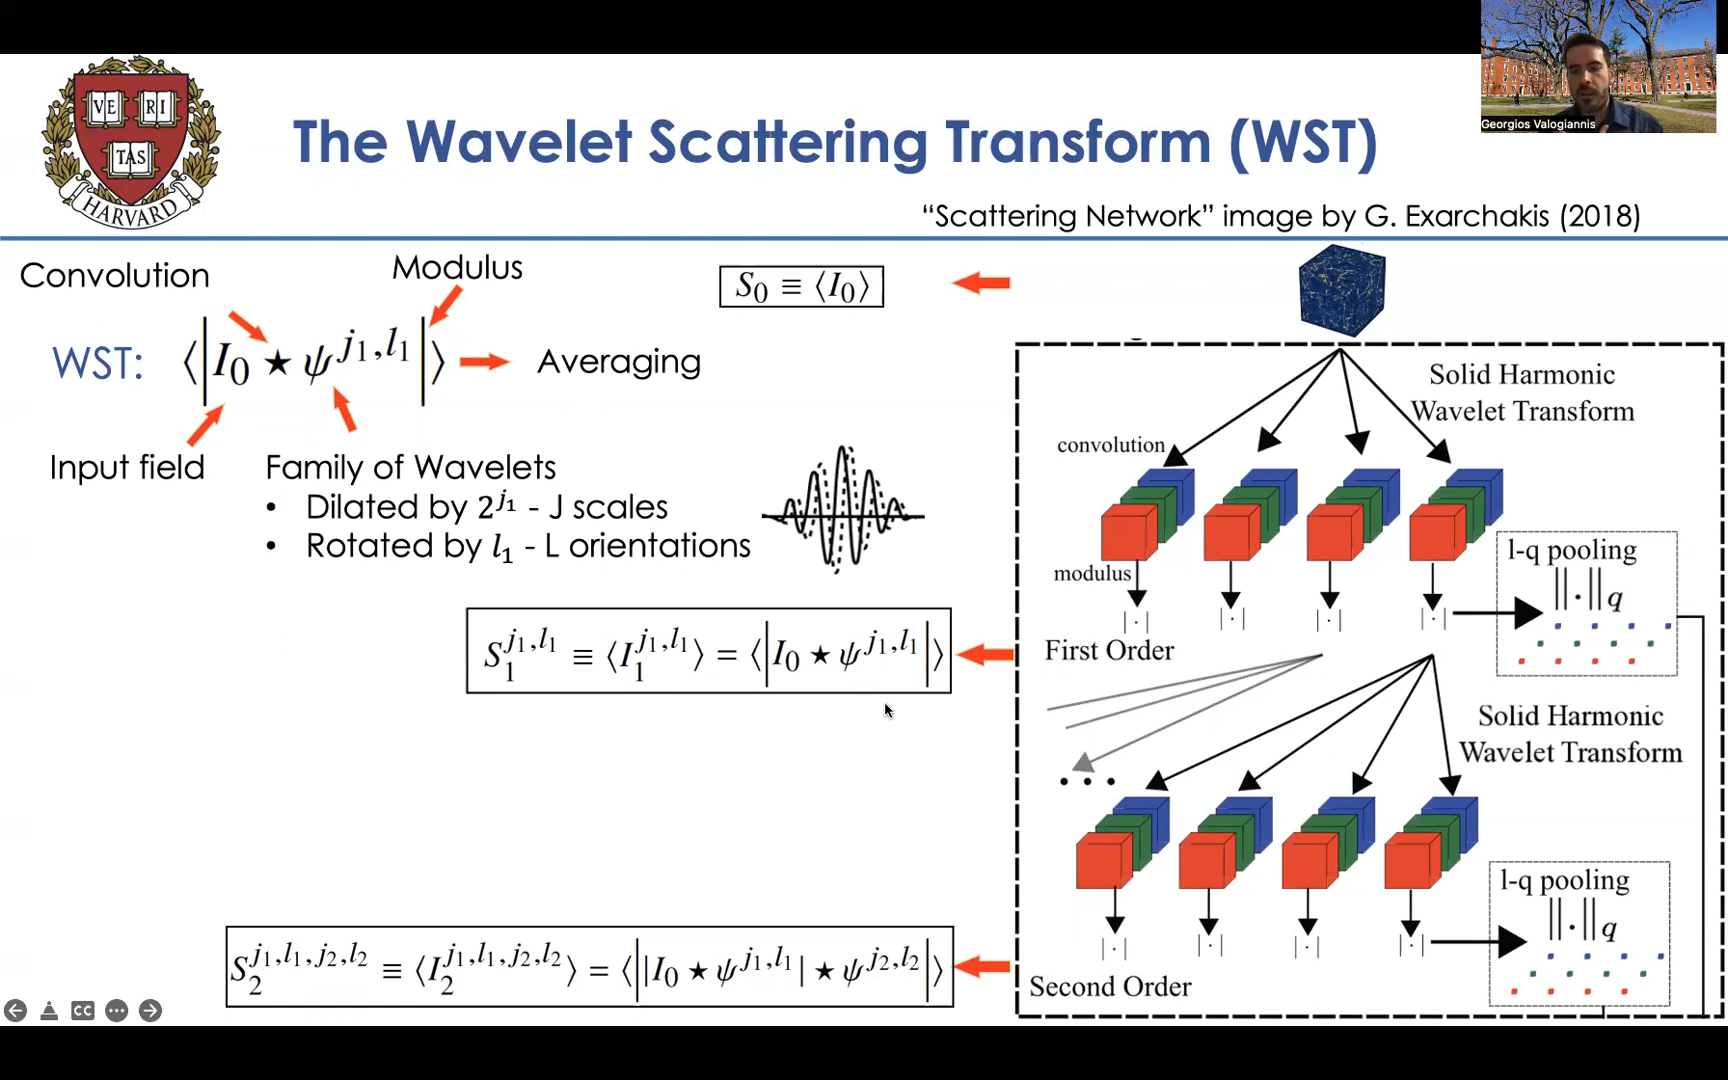 Georgios Valogiannis
VE RI
TAS
HARVARD
The Wavelet Scattering Transform (WST)
“Scattering Network” image by G. Exarchakis (2018)
Convolution
Modulus
S₀ ≡ ⟨I₀⟩
WST: ⟨|I₀ ★ ψ^{j₁,l₁}|⟩
Averaging
Input field
Family of Wavelets
• Dilated by 2^{j₁} - J scales
• Rotated by l₁ - L orientations
S₁^{j₁,l₁} ≡ ⟨I₁^{j₁,l₁}⟩ = ⟨|I₀ ★ ψ^{j₁,l₁}|⟩
S₂^{j₁,l₁,j₂,l₂} ≡ ⟨I₂^{j₁,l₁,j₂,l₂}⟩ = ⟨||I₀ ★ ψ^{j₁,l₁}| ★ ψ^{j₂,l₂}|⟩
Solid Harmonic
Wavelet Transform
convolution
modulus
|·| |·| |·| |·|
l-q pooling
||·||q
First Order
Solid Harmonic
Wavelet Transform
• • •
l-q pooling
||·||q
|·| |·| |·| |·|
Second Order
CC